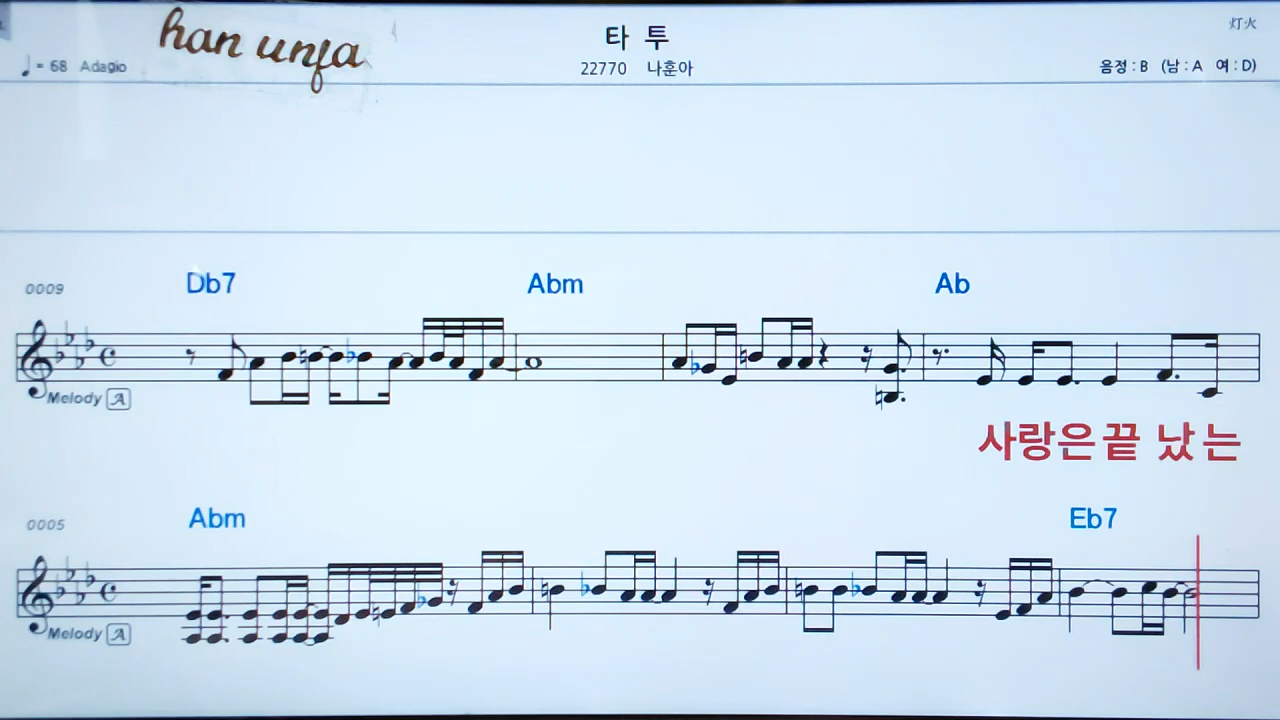 han unfa
타 투
灯火
♩ = 68 Adagio
22770 나훈아
음정 : B (남 : A 여 : D)
Db7 Abm Ab
0009
Melody A
사랑은끝 났는
Abm Eb7
0005
Melody A